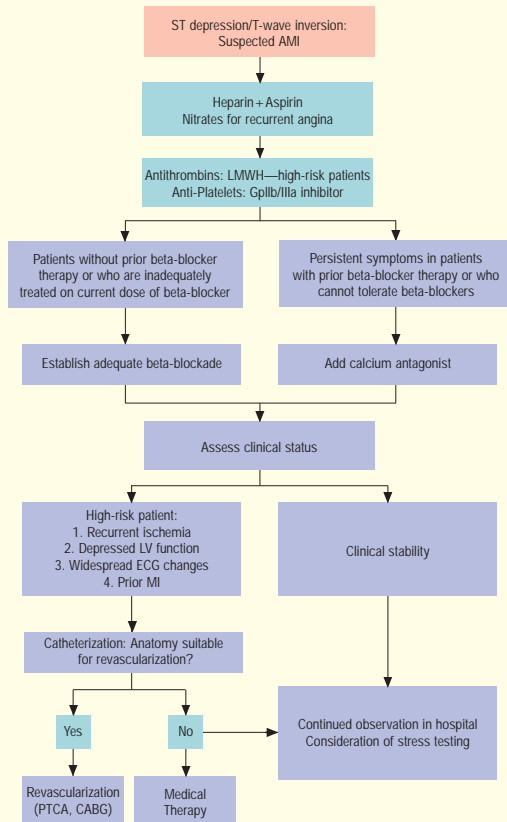 ST depression/T-wave inversion:
Suspected AMI
Heparin + Aspirin
Nitrates for recurrent angina
Antithrombins: LMWH—high-risk patients
Anti-Platelets: GpIIb/IIIa inhibitor
Patients without prior beta-blocker
therapy or who are inadequately
treated on current dose of beta-blocker
Persistent symptoms in patients
with prior beta-blocker therapy or who
cannot tolerate beta-blockers
Establish adequate beta-blockade
Add calcium antagonist
Assess clinical status
High-risk patient:
1. Recurrent ischemia
2. Depressed LV function
3. Widespread ECG changes
4. Prior MI
Clinical stability
Catheterization: Anatomy suitable
for revascularization?
Yes
No
Continued observation in hospital
Consideration of stress testing
Revascularization
(PTCA, CABG)
Medical
Therapy